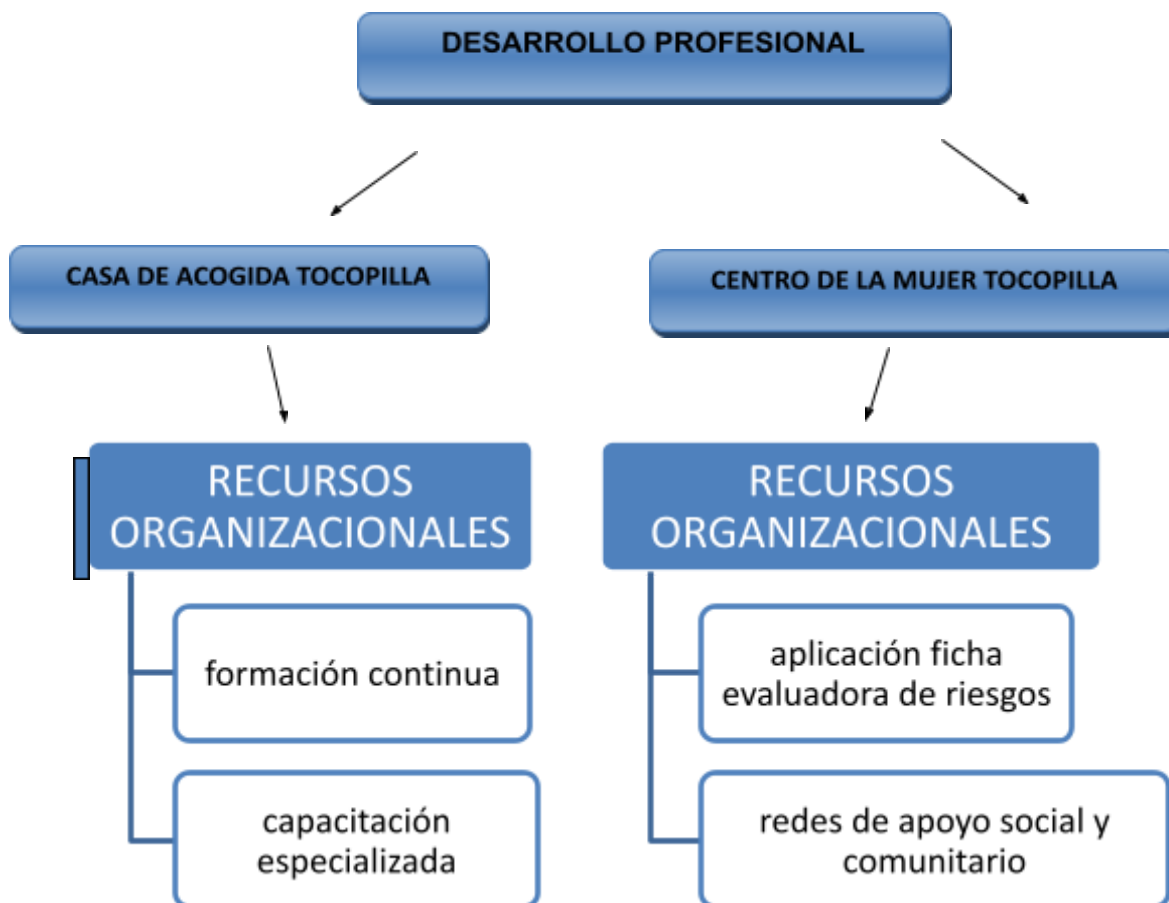 DESARROLLO PROFESIONAL
CASA DE ACOGIDA TOCOPILLA
CENTRO DE LA MUJER TOCOPILLA
RECURSOS
ORGANIZACIONALES
formación continua
capacitación
especializada
RECURSOS
ORGANIZACIONALES
aplicación ficha
evaluadora de riesgos
redes de apoyo social y
comunitario